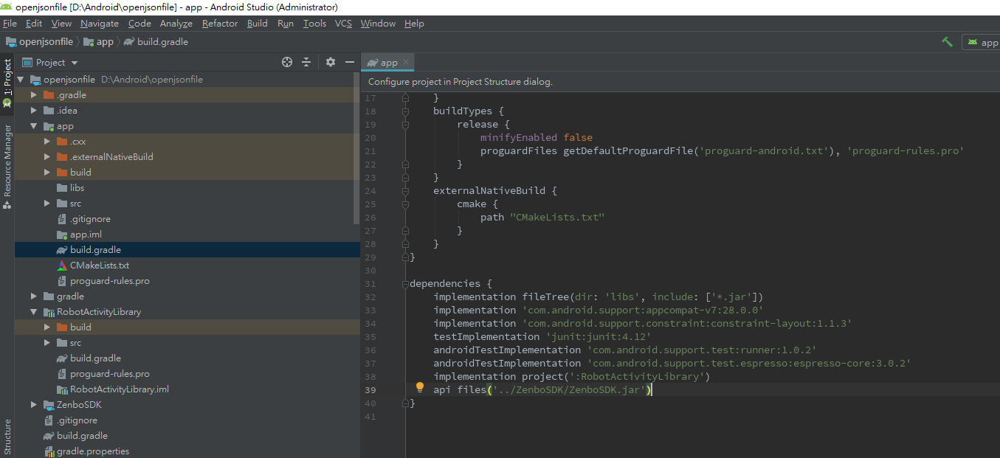 openjsonfile [D:\Android\openjsonfile] - app - Android Studio (Administrator)
File Edit View Navigate Code Analyze Refactor Build Run Tools VCS Window Help
openjsonfile app build.gradle app
1: Project
Resource Manager
Structure
Project
openjsonfile D:\Android\openjsonfile
.gradle
.idea
app
.cxx
.externalNativeBuild
build
libs
src
.gitignore
app.iml
build.gradle
CMakeLists.txt
proguard-rules.pro
gradle
RobotActivityLibrary
build
src
build.gradle
proguard-rules.pro
RobotActivityLibrary.iml
ZenboSDK
.gitignore
build.gradle
gradle.properties
app
Configure project in Project Structure dialog.
17 }
18 buildTypes {
19 release {
20 minifyEnabled false
21 proguardFiles getDefaultProguardFile('proguard-android.txt'), 'proguard-rules.pro'
22 }
23 }
24 externalNativeBuild {
25 cmake {
26 path "CMakeLists.txt"
27 }
28 }
29 }
30
31 dependencies {
32 implementation fileTree(dir: 'libs', include: ['*.jar'])
33 implementation 'com.android.support:appcompat-v7:28.0.0'
34 implementation 'com.android.support.constraint:constraint-layout:1.1.3'
35 testImplementation 'junit:junit:4.12'
36 androidTestImplementation 'com.android.support.test:runner:1.0.2'
37 androidTestImplementation 'com.android.support.test.espresso:espresso-core:3.0.2'
38 implementation project(':RobotActivityLibrary')
39 api files('../ZenboSDK/ZenboSDK.jar')
40 }
41